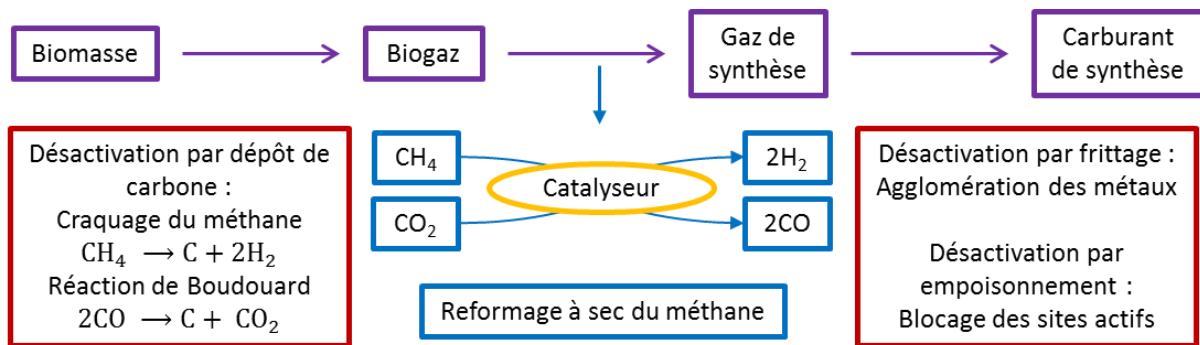 Biomasse
Biogaz
Gaz de
synthèse
Carburant
de synthèse
Désactivation par dépôt de
carbone :
Craquage du méthane
CH₄ → C + 2H₂
Réaction de Boudouard
2CO → C + CO₂
CH₄
CO₂
Catalyseur
2H₂
2CO
Reformage à sec du méthane
Désactivation par frittage :
Agglomération des métaux
Désactivation par
empoisonnement :
Blocage des sites actifs